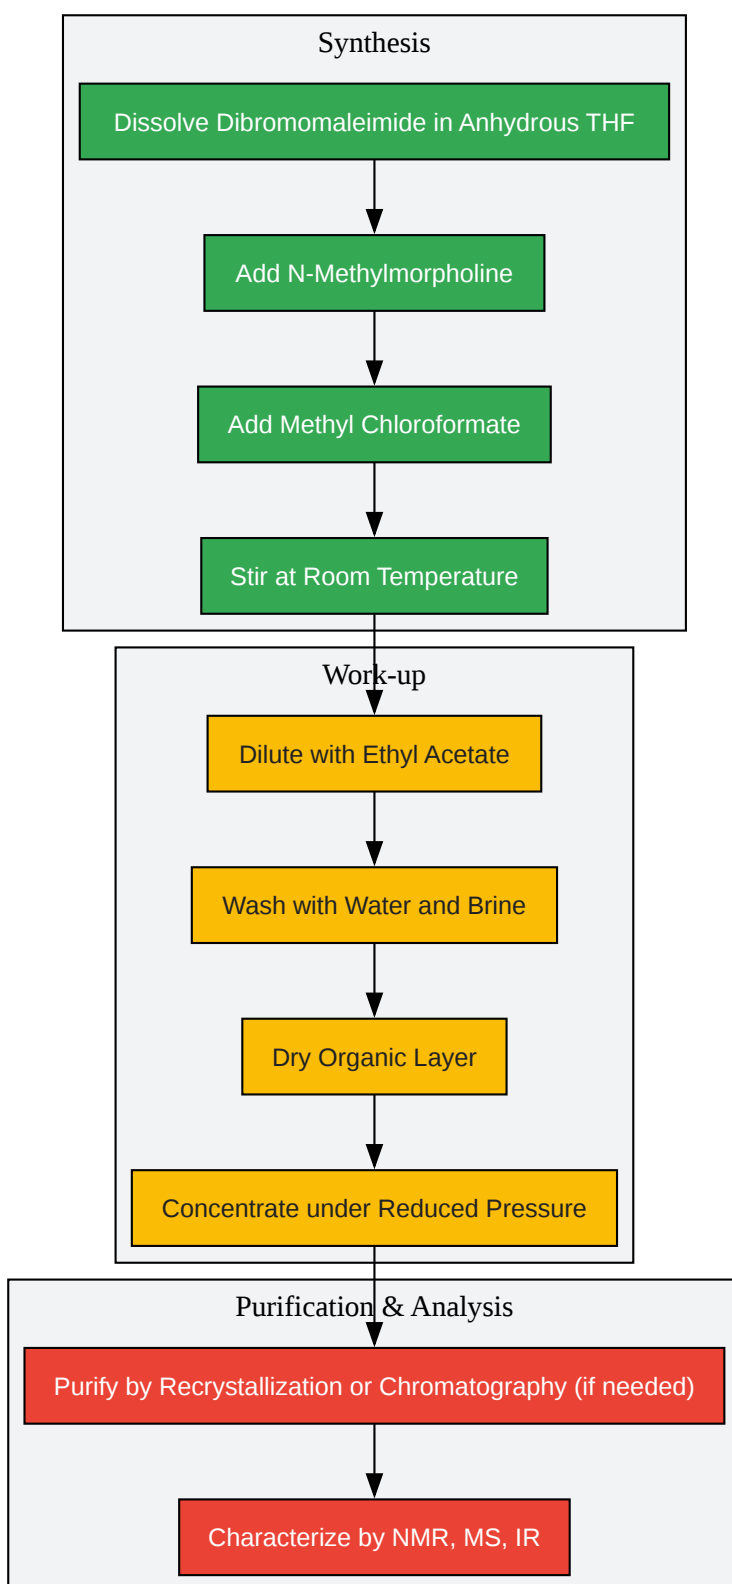 Synthesis
Dissolve Dibromomaleimide in Anhydrous THF
Add N-Methylmorpholine
Add Methyl Chloroformate
Stir at Room Temperature
Work-up
Dilute with Ethyl Acetate
Wash with Water and Brine
Dry Organic Layer
Concentrate under Reduced Pressure
Purification & Analysis
Purify by Recrystallization or Chromatography (if needed)
Characterize by NMR, MS, IR